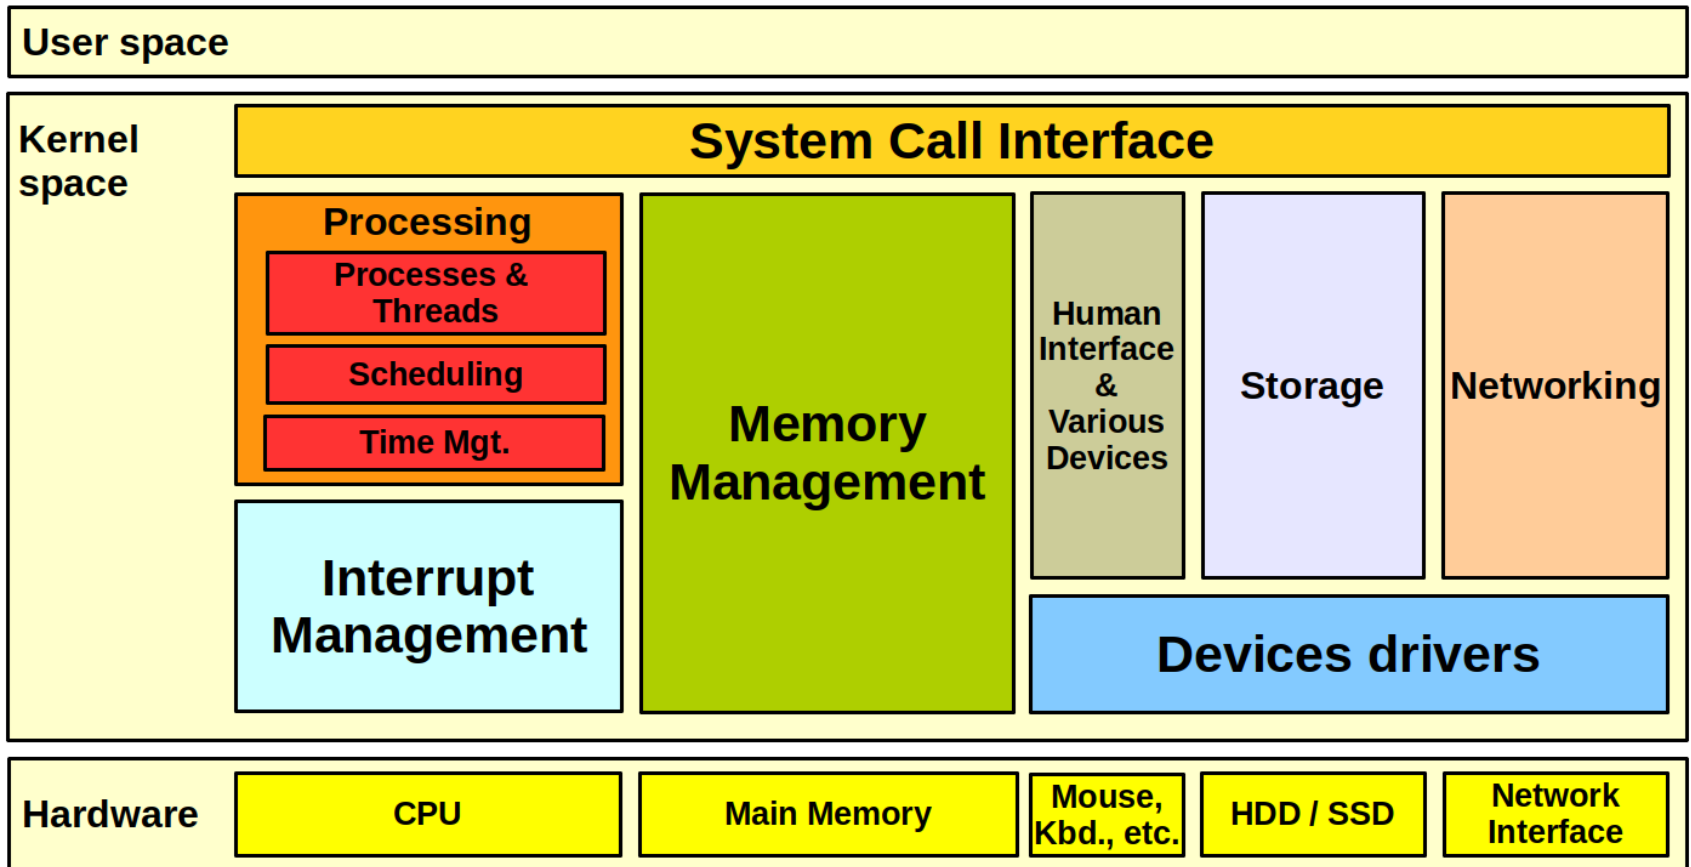 User space
Kernel
space
System Call Interface
Processing
Processes &
Threads
Scheduling
Time Mgt.
Interrupt
Management
Memory
Management
Human
Interface
&
Various
Devices
Storage
Networking
Devices drivers
Hardware
CPU
Main Memory
Mouse,
Kbd., etc.
HDD / SSD
Network
Interface